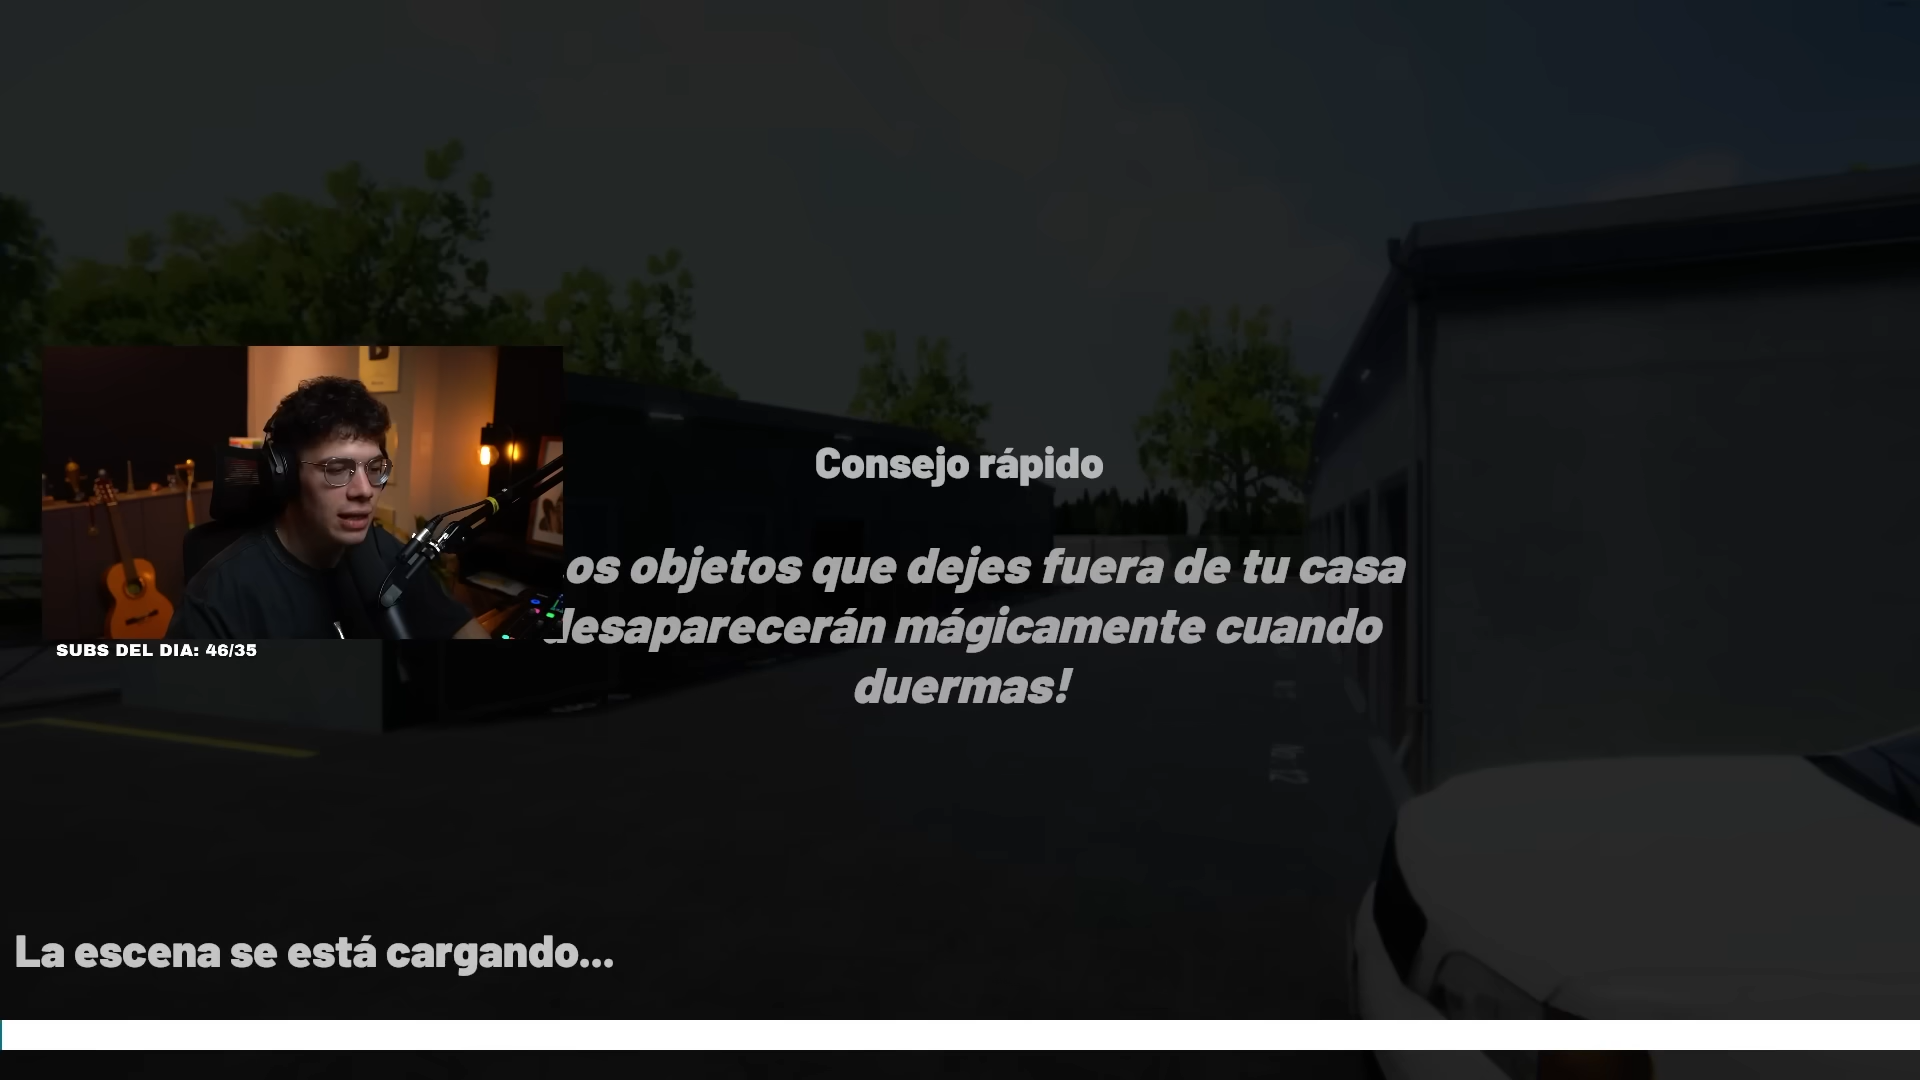 Consejo rápido
os objetos que dejes fuera de tu casa
desaparecerán mágicamente cuando
duermas!
SUBS DEL DIA: 46/35
La escena se está cargando...